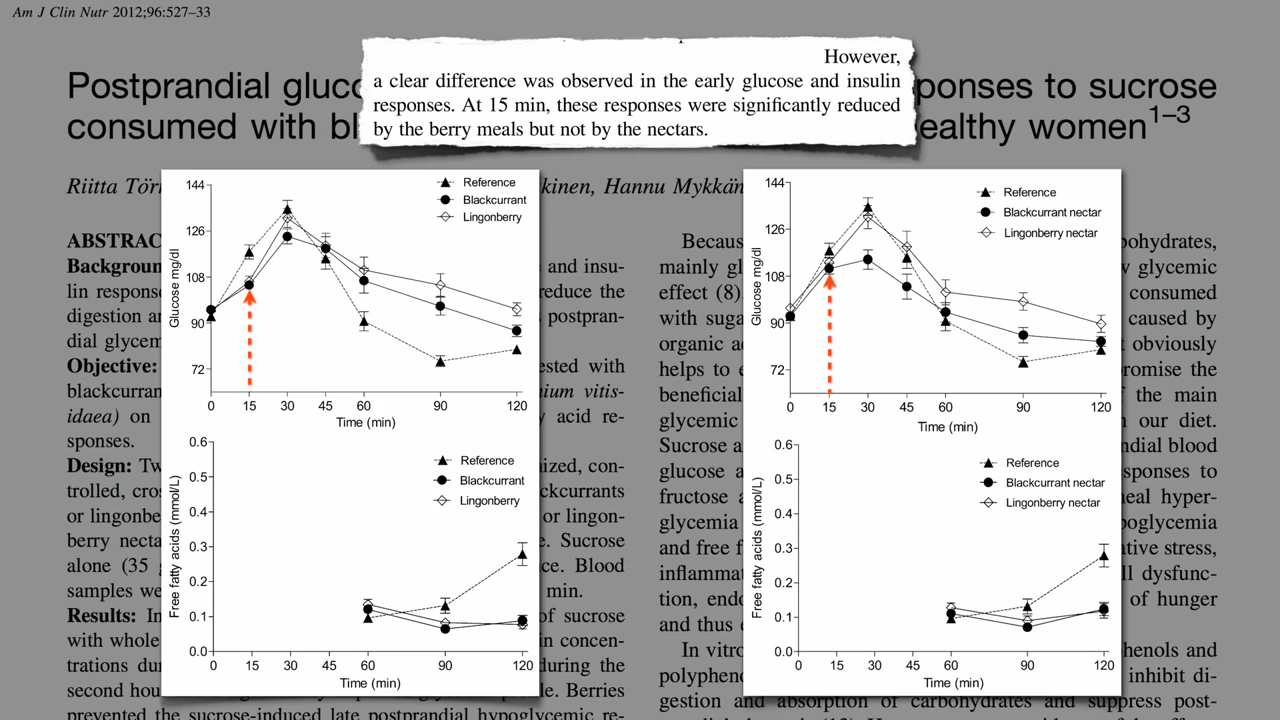 Am J Clin Nutr 2012;96:527–33
However,
a clear difference was observed in the early glucose and insulin
responses. At 15 min, these responses were significantly reduced
by the berry meals but not by the nectars.
Postprandial gluc ponses to sucrose
consumed with bl ealthy women1–3
Riitta Tör kinen, Hannu Mykkän
ABSTRAC
Backgroun and insu-
lin respons reduce the
digestion a postpran-
dial glycem
Objective: ested with
blackcurran ium vitis-
idaea) on acid re-
sponses.
Design: Tw ized, con-
trolled, cros ckcurrants
or lingonbe or lingon-
berry necta e. Sucrose
alone (35 ce. Blood
samples we min.
Results: In of sucrose
with whole in concen-
trations dur during the
second hou le. Berries
prevented the sucrose-induced late postprandial hypoglycemic re-
Glucose mg/dl
144
126
108
90
72
0 15 30 45 60 90 120
Time (min)
Reference
Blackcurrant
Lingonberry
Free fatty acids (mmol/L)
0.6
0.5
0.4
0.3
0.2
0.1
0.0
0 15 30 45 60 90 120
Time (min)
Reference
Blackcurrant
Lingonberry
Becaus bohydrates,
mainly gl w glycemic
effect (8) consumed
with suga caused by
organic a t obviously
helps to promise the
beneficial f the main
glycemic n our diet.
Sucrose a ndial blood
glucose a sponses to
fructose neal hyper-
glycemia poglycemia
and free f ative stress,
inflammat ll dysfunc-
tion, endo of hunger
and thus
In vitro phenols and
polypheno inhibit di-
gestion and absorption of carbohydrates and suppress post-
Glucose mg/dl
144
126
108
90
72
0 15 30 45 60 90 120
Time (min)
Reference
Blackcurrant nectar
Lingonberry nectar
Free fatty acids (mmol/L)
0.6
0.5
0.4
0.3
0.2
0.1
0.0
0 15 30 45 60 90 120
Time (min)
Reference
Blackcurrant nectar
Lingonberry nectar